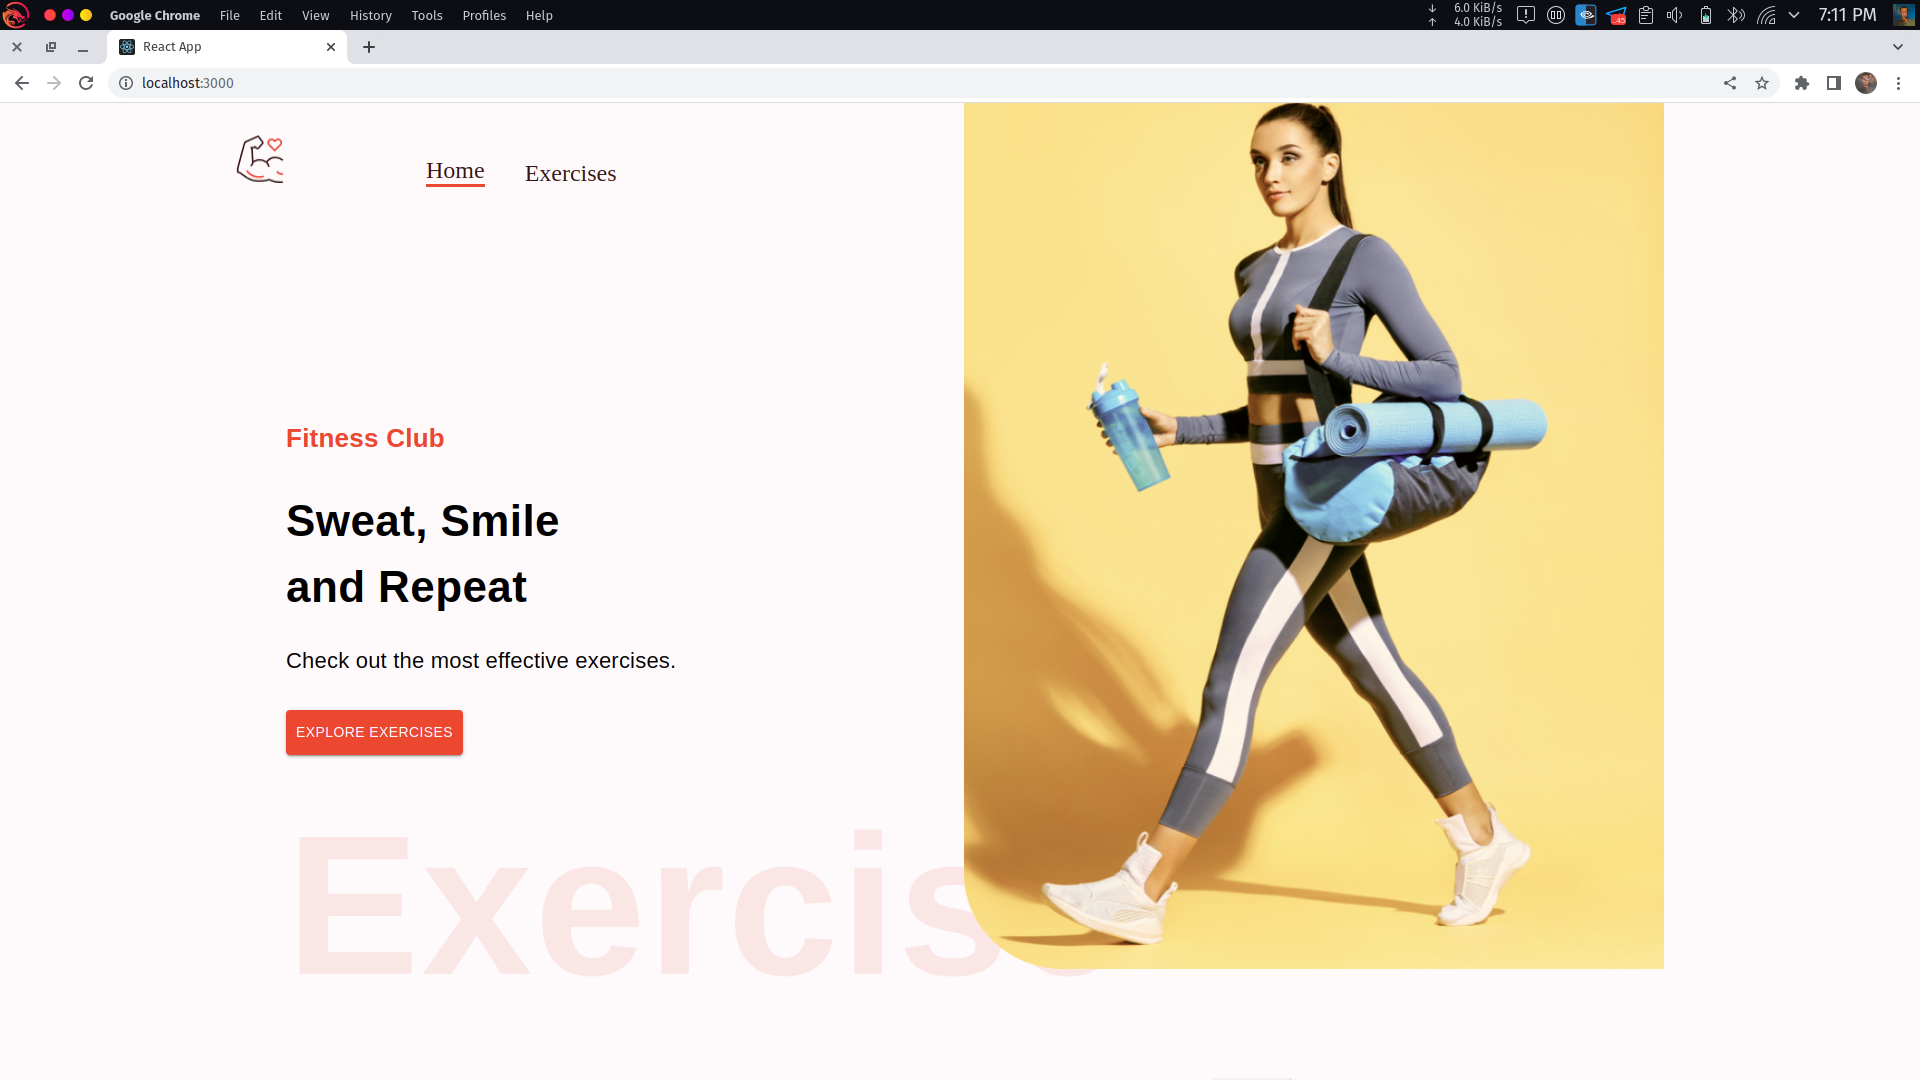 Google Chrome File Edit View History Tools Profiles Help
6.0 KiB/s
4.0 KiB/s
.45
7:11 PM
React App
localhost:3000
Home Exercises
Fitness Club
Sweat, Smile
and Repeat
Check out the most effective exercises.
EXPLORE EXERCISES
Exercise